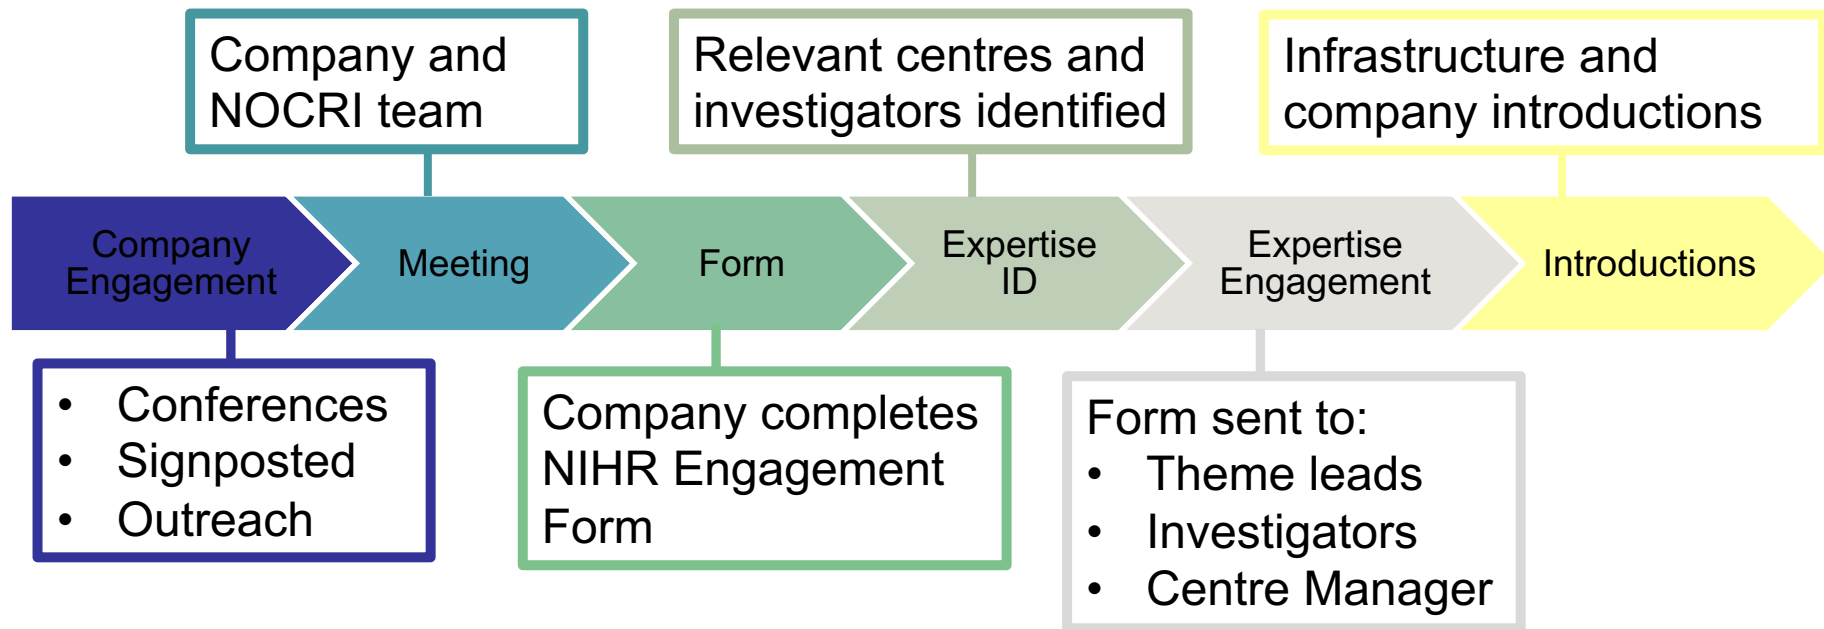 Company and
NOCRI team
Relevant centres and
investigators identified
Infrastructure and
company introductions
Company
Engagement
Meeting
Form
Expertise
ID
Expertise
Engagement
Introductions
• Conferences
• Signposted
• Outreach
Company completes
NIHR Engagement
Form
Form sent to:
• Theme leads
• Investigators
• Centre Manager